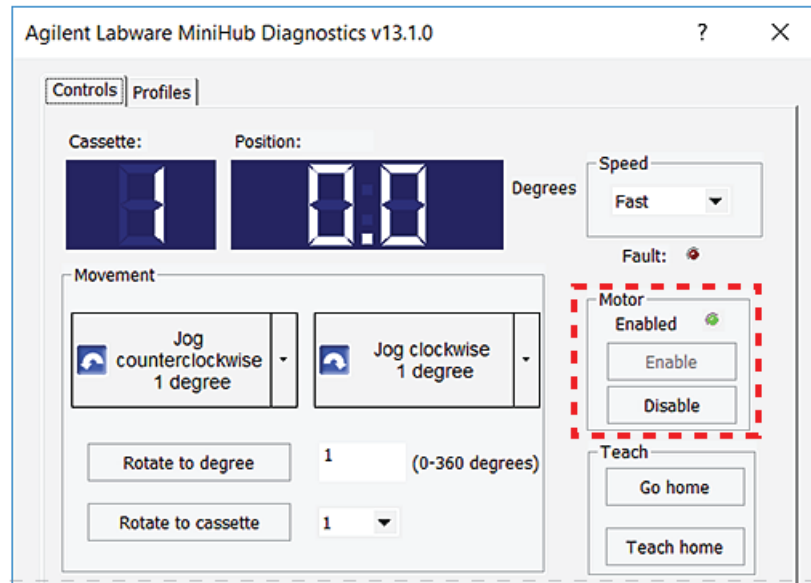 Agilent Labware MiniHub Diagnostics v13.1.0 ?
Controls Profiles
Cassette: Position:
1 0.0 Degrees
Speed
Fast
Fault:
Movement
Jog
counterclockwise
1 degree
Jog clockwise
1 degree
Rotate to degree 1 (0-360 degrees)
Rotate to cassette 1
Motor
Enabled
Enable
Disable
Teach
Go home
Teach home